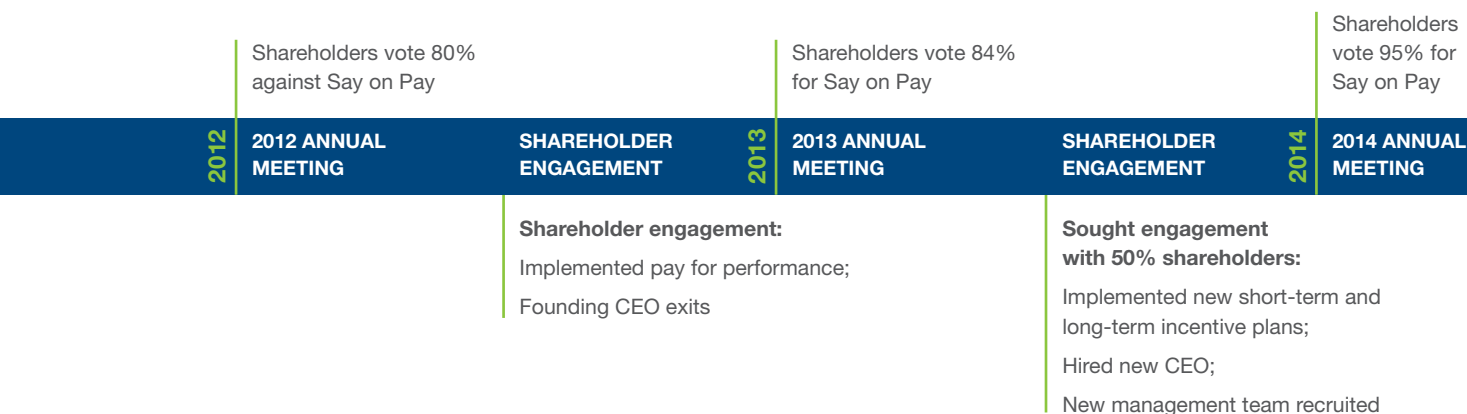 Shareholders vote 80%
against Say on Pay
Shareholders vote 84%
for Say on Pay
Shareholders
vote 95% for
Say on Pay
2012
2012 ANNUAL
MEETING
SHAREHOLDER
ENGAGEMENT
2013
2013 ANNUAL
MEETING
SHAREHOLDER
ENGAGEMENT
2014
2014 ANNUAL
MEETING
Shareholder engagement:
Implemented pay for performance;
Founding CEO exits
Sought engagement
with 50% shareholders:
Implemented new short-term and
long-term incentive plans;
Hired new CEO;
New management team recruited